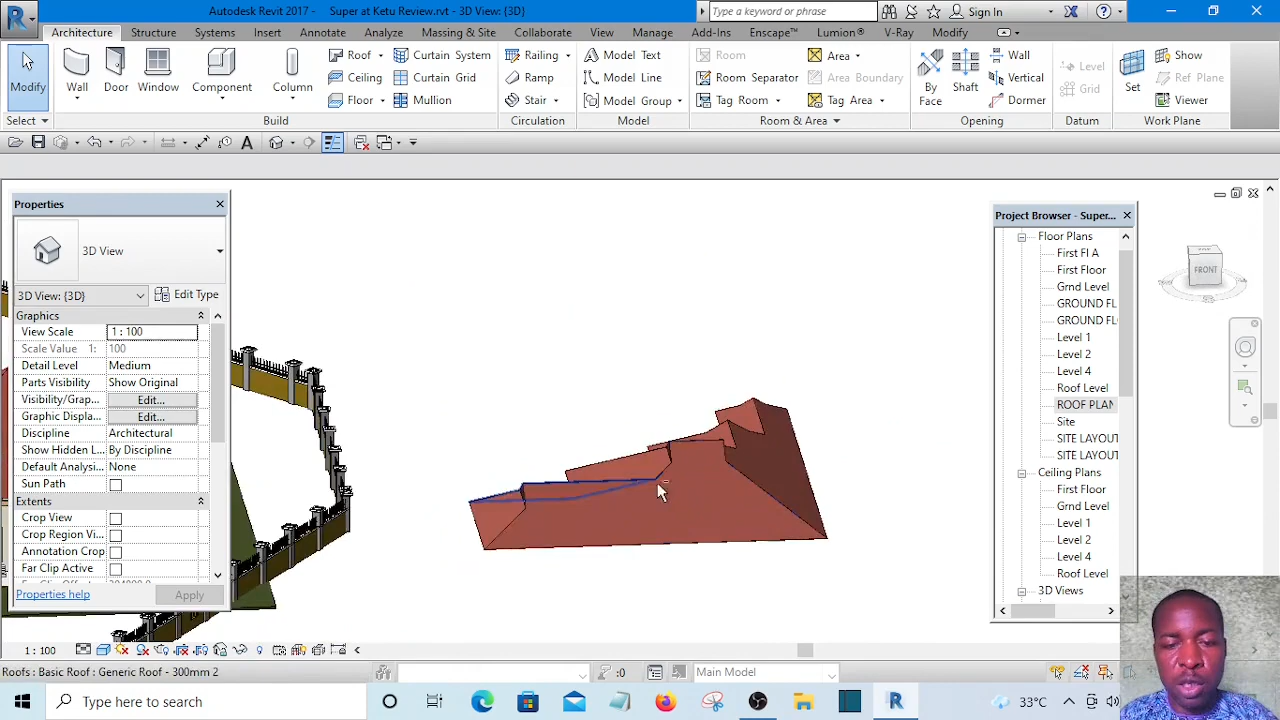 Autodesk Revit 2017 - Super at Ketu Review.rvt - 3D View: {3D}
Type a keyword or phrase
Sign In
Architecture Structure Systems Insert Annotate Analyze Massing & Site Collaborate View Manage Add-Ins Enscape™ Lumion® V-Ray Modify
Modify
Wall
Door
Window
Component
Column
Roof
Ceiling
Floor
Curtain System
Curtain Grid
Mullion
Railing
Ramp
Stair
Model Text
Model Line
Model Group
Room
Room Separator
Tag Room
Area
Area Boundary
Tag Area
By
Face
Shaft
Wall
Vertical
Dormer
Level
Grid
Set
Show
Ref Plane
Viewer
Select Build Circulation Model Room & Area Opening Datum Work Plane
Properties
3D View
3D View: {3D}
Edit Type
Graphics
View Scale 1 : 100
Scale Value 1: 100
Detail Level Medium
Parts Visibility Show Original
Visibility/Grap... Edit...
Graphic Displa... Edit...
Discipline Architectural
Show Hidden L... By Discipline
Default Analysi... None
Sun Path
Extents
Crop View
Crop Region Vi...
Annotation Crop
Far Clip Active
Properties help
Apply
FRONT
Project Browser - Super...
Floor Plans
First Fl A
First Floor
Grnd Level
GROUND FL
GROUND FL
Level 1
Level 2
Level 4
Roof Level
ROOF PLAN
Site
SITE LAYOUT
SITE LAYOUT
Ceiling Plans
First Floor
Grnd Level
Level 1
Level 2
Level 4
Roof Level
3D Views
1 : 100
Roofs : Basic Roof : Generic Roof - 300mm 2
:0
Main Model
Type here to search
33°C